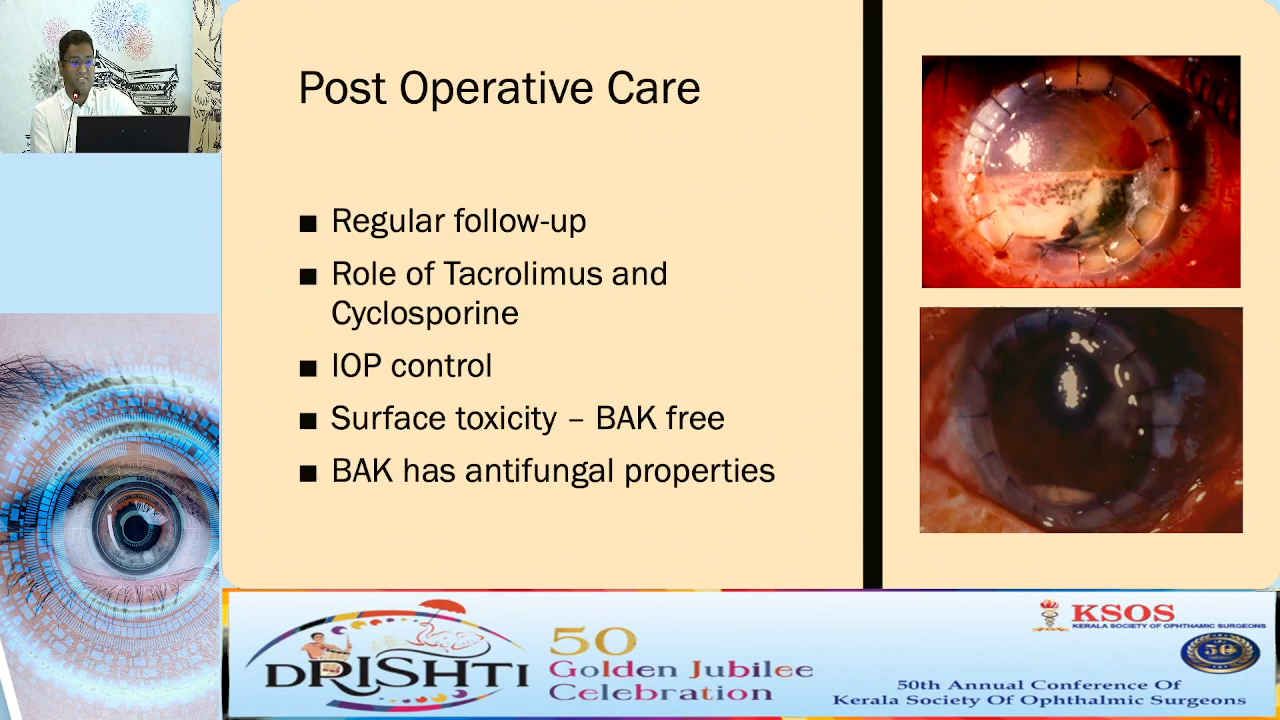 Post Operative Care
■ Regular follow-up
■ Role of Tacrolimus and
Cyclosporine
■ IOP control
■ Surface toxicity – BAK free
■ BAK has antifungal properties
DRISHTI
50
Golden Jubilee
Celebration
KSOS
KERALA SOCIETY OF OPHTHAMIC SURGEONS
50
50th Annual Conference Of
Kerala Society Of Ophthalmic Surgeons